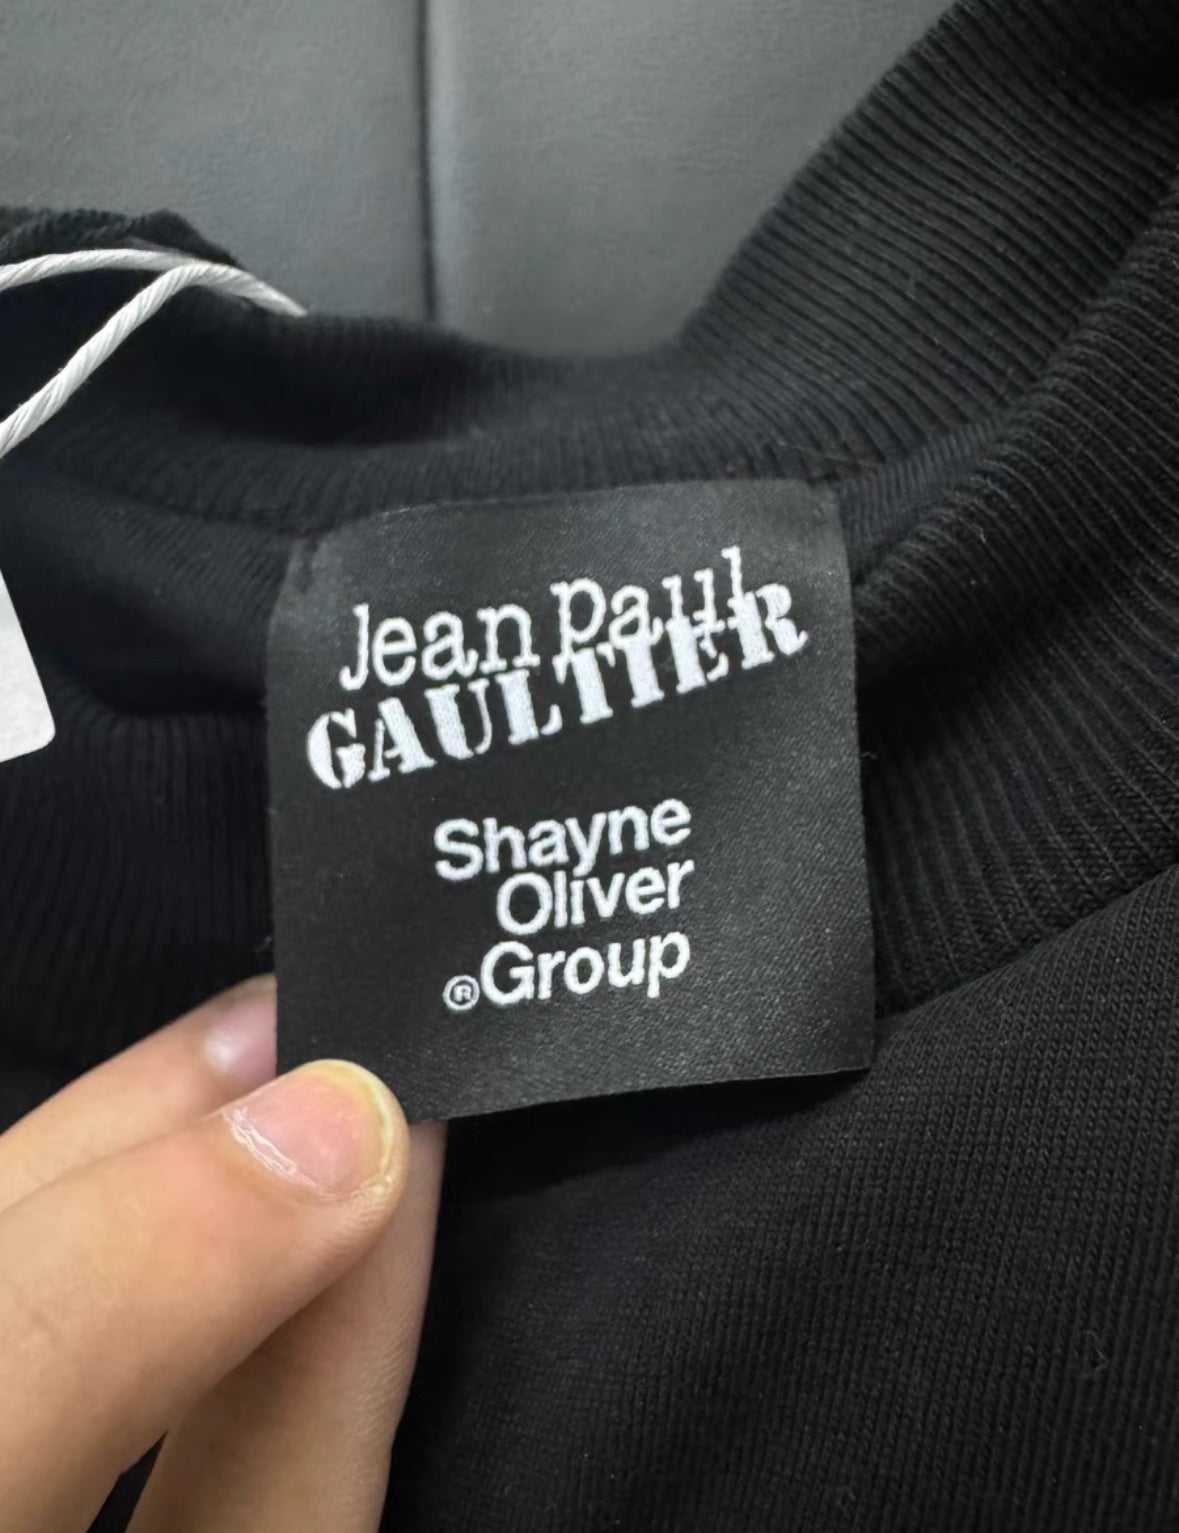 Jean Paul
GAULTIER
Shayne
Oliver
®Group